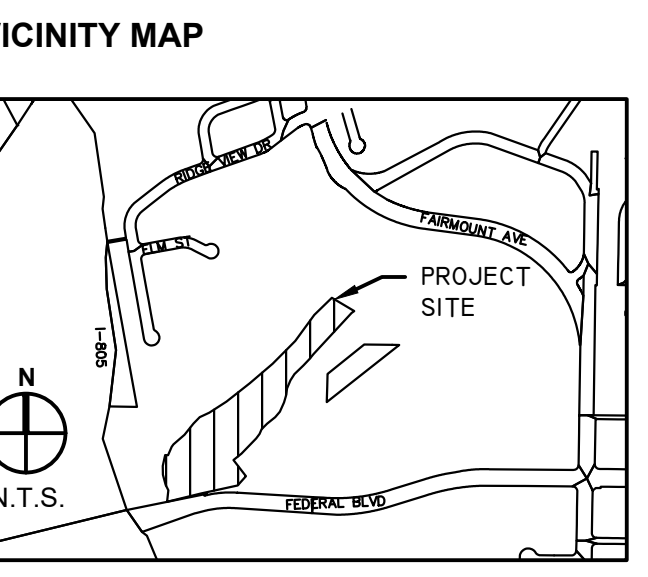 VICINITY MAP
RIDGE VIEW DR
FAIRMOUNT AVE
ELM ST
PROJECT
SITE
I-805
N
N.T.S.
FEDERAL BLVD